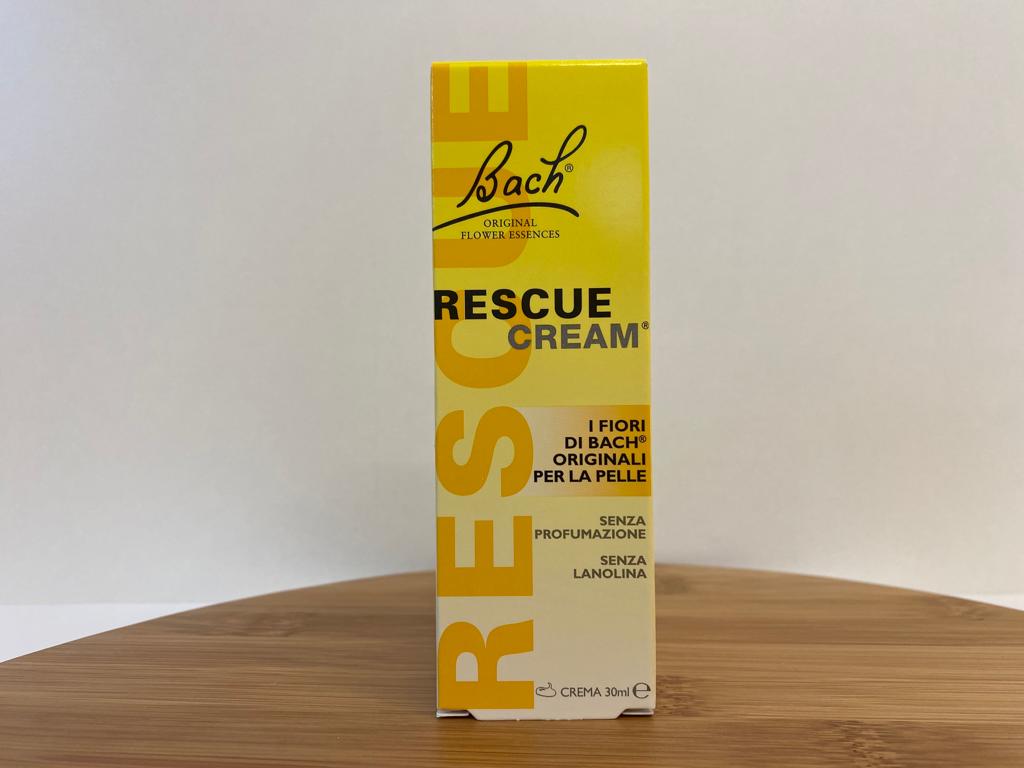 RESCUE
Bach®
ORIGINAL
FLOWER ESSENCES
RESCUE
CREAM®
I FIORI
DI BACH®
ORIGINALI
PER LA PELLE
SENZA
PROFUMAZIONE
SENZA
LANOLINA
CREMA 30ml ℮